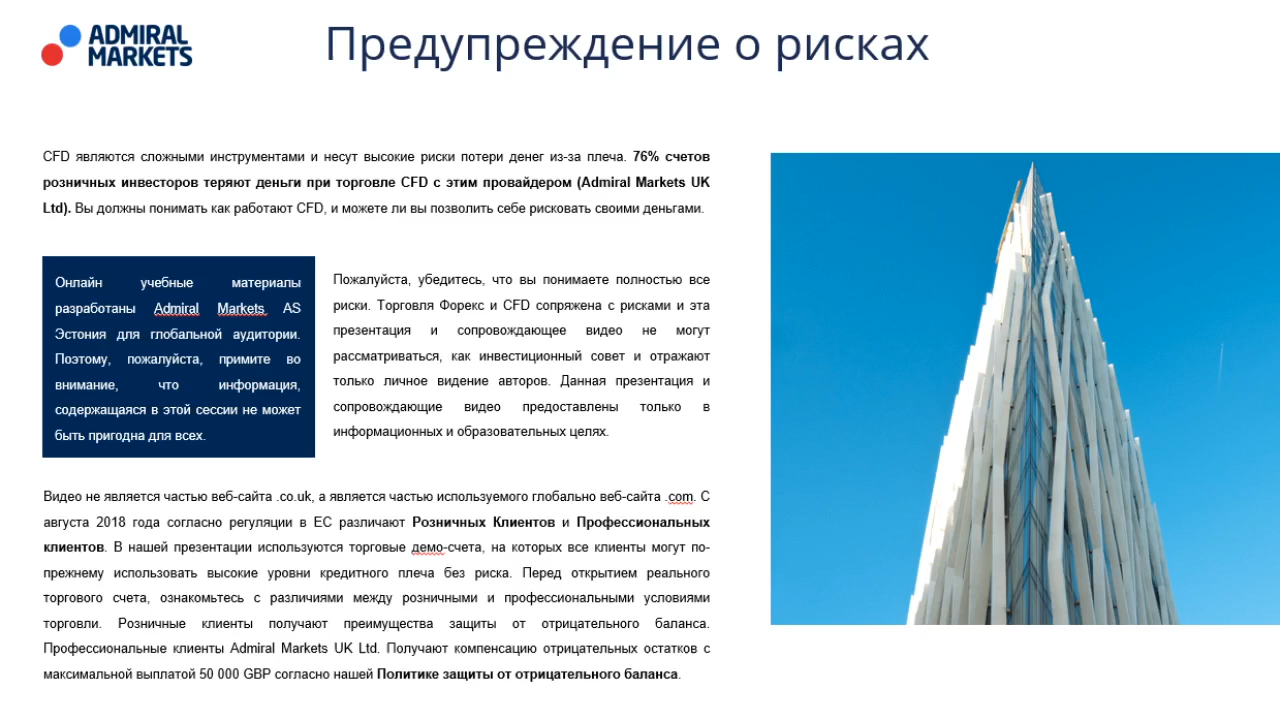 ADMIRAL
MARKETS
Предупреждение о рисках
CFD являются сложными инструментами и несут высокие риски потери денег из-за плеча. 76% счетов
розничных инвесторов теряют деньги при торговле CFD с этим провайдером (Admiral Markets UK
Ltd). Вы должны понимать как работают CFD, и можете ли вы позволить себе рисковать своими деньгами.
Онлайн учебные материалы
разработаны Admiral Markets AS
Эстония для глобальной аудитории.
Поэтому, пожалуйста, примите во
внимание, что информация,
содержащаяся в этой сессии не может
быть пригодна для всех.
Пожалуйста, убедитесь, что вы понимаете полностью все
риски. Торговля Форекс и CFD сопряжена с рисками и эта
презентация и сопровождающее видео не могут
рассматриваться, как инвестиционный совет и отражают
только личное видение авторов. Данная презентация и
сопровождающие видео предоставлены только в
информационных и образовательных целях.
Видео не является частью веб-сайта .co.uk, а является частью используемого глобально веб-сайта .com. С
августа 2018 года согласно регуляции в ЕС различают Розничных Клиентов и Профессиональных
клиентов. В нашей презентации используются торговые демо-счета, на которых все клиенты могут по-
прежнему использовать высокие уровни кредитного плеча без риска. Перед открытием реального
торгового счета, ознакомьтесь с различиями между розничными и профессиональными условиями
торговли. Розничные клиенты получают преимущества защиты от отрицательного баланса.
Профессиональные клиенты Admiral Markets UK Ltd. Получают компенсацию отрицательных остатков с
максимальной выплатой 50 000 GBP согласно нашей Политике защиты от отрицательного баланса.